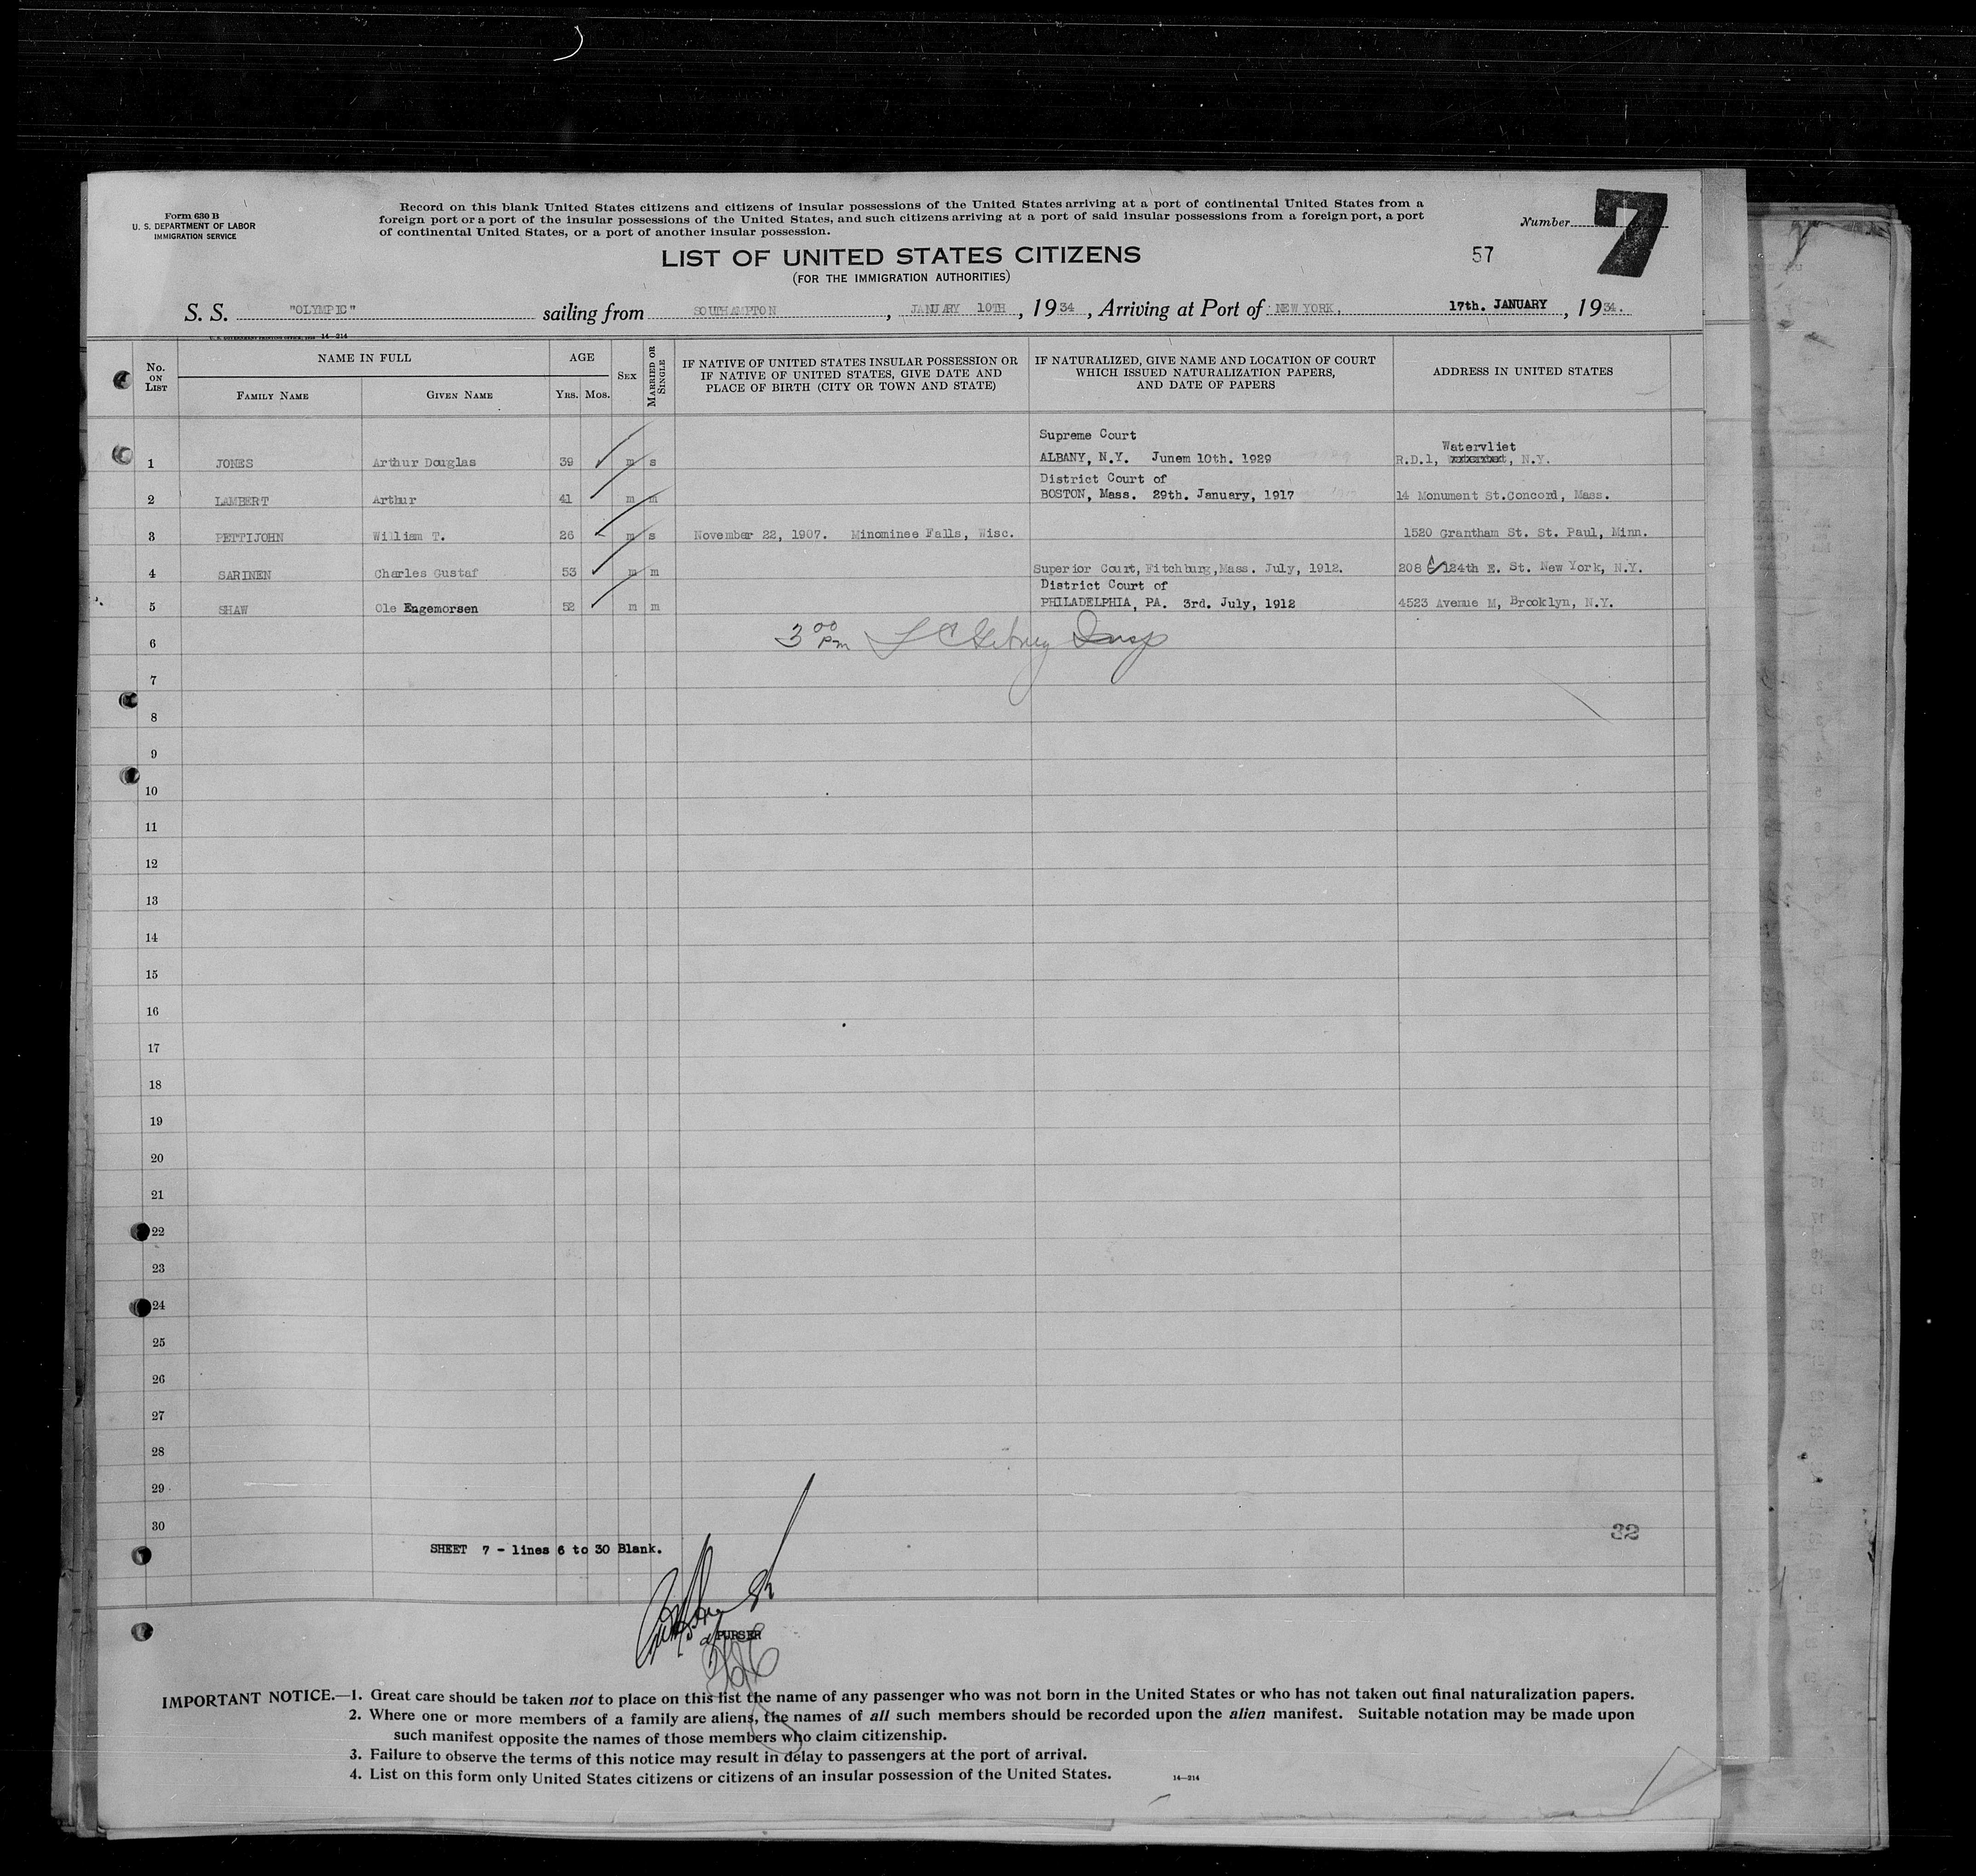 Form 630 B
U. S. DEPARTMENT OF LABOR
IMMIGRATION SERVICE
Record on this blank United States citizens and citizens of insular possessions of the United States arriving at a port of continental United States from a
foreign port or a port of the insular possessions of the United States, and such citizens arriving at a port of said insular possessions from a foreign port, a port
of continental United States, or a port of another insular possession.
Number 7
LIST OF UNITED STATES CITIZENS
57
(FOR THE IMMIGRATION AUTHORITIES)
S. S. "OLYMPIC" sailing from SOUTHAMPTON, JANUARY 10TH, 1934, Arriving at Port of NEW YORK. 17th. JANUARY, 1934.
14—214
No. ON LIST
NAME IN FULL
FAMILY NAME
GIVEN NAME
AGE
YRS. MOS.
SEX
MARRIED OR SINGLE
IF NATIVE OF UNITED STATES INSULAR POSSESSION OR
IF NATIVE OF UNITED STATES, GIVE DATE AND
PLACE OF BIRTH (CITY OR TOWN AND STATE)
IF NATURALIZED, GIVE NAME AND LOCATION OF COURT
WHICH ISSUED NATURALIZATION PAPERS,
AND DATE OF PAPERS
ADDRESS IN UNITED STATES
Supreme Court Watervliet
1 JONES Arthur Douglas 39 m s ALBANY, N.Y. Junem 10th. 1929 R.D.1, , N.Y.
District Court of
2 LAMBERT Arthur 41 m m BOSTON, Mass. 29th. January, 1917 14 Monument St.Concord, Mass.
3 PETTIJOHN William T. 26 m s November 22, 1907. Minominee Falls, Wisc. 1520 Grantham St. St. Paul, Minn.
4 SARINEN Charles Gustaf 53 m m Superior Court, Fitchburg,Mass. July, 1912. 208 E 124th E. St. New York, N.Y.
District Court of
5 SHAW Ole Engemorsen 52 m m PHILADELPHIA, PA. 3rd. July, 1912 4523 Avenue M, Brooklyn, N.Y.
6 3 00 Pm Insp
7
8
9
10
11
12
13
14
15
16
17
18
19
20
21
22
23
24
25
26
27
28
29
30
32
SHEET 7 - lines 6 to 30 Blank.
PURSER
IMPORTANT NOTICE.—1. Great care should be taken not to place on this list the name of any passenger who was not born in the United States or who has not taken out final naturalization papers.
2. Where one or more members of a family are aliens, the names of all such members should be recorded upon the alien manifest. Suitable notation may be made upon
such manifest opposite the names of those members who claim citizenship.
3. Failure to observe the terms of this notice may result in delay to passengers at the port of arrival.
4. List on this form only United States citizens or citizens of an insular possession of the United States.
14—214